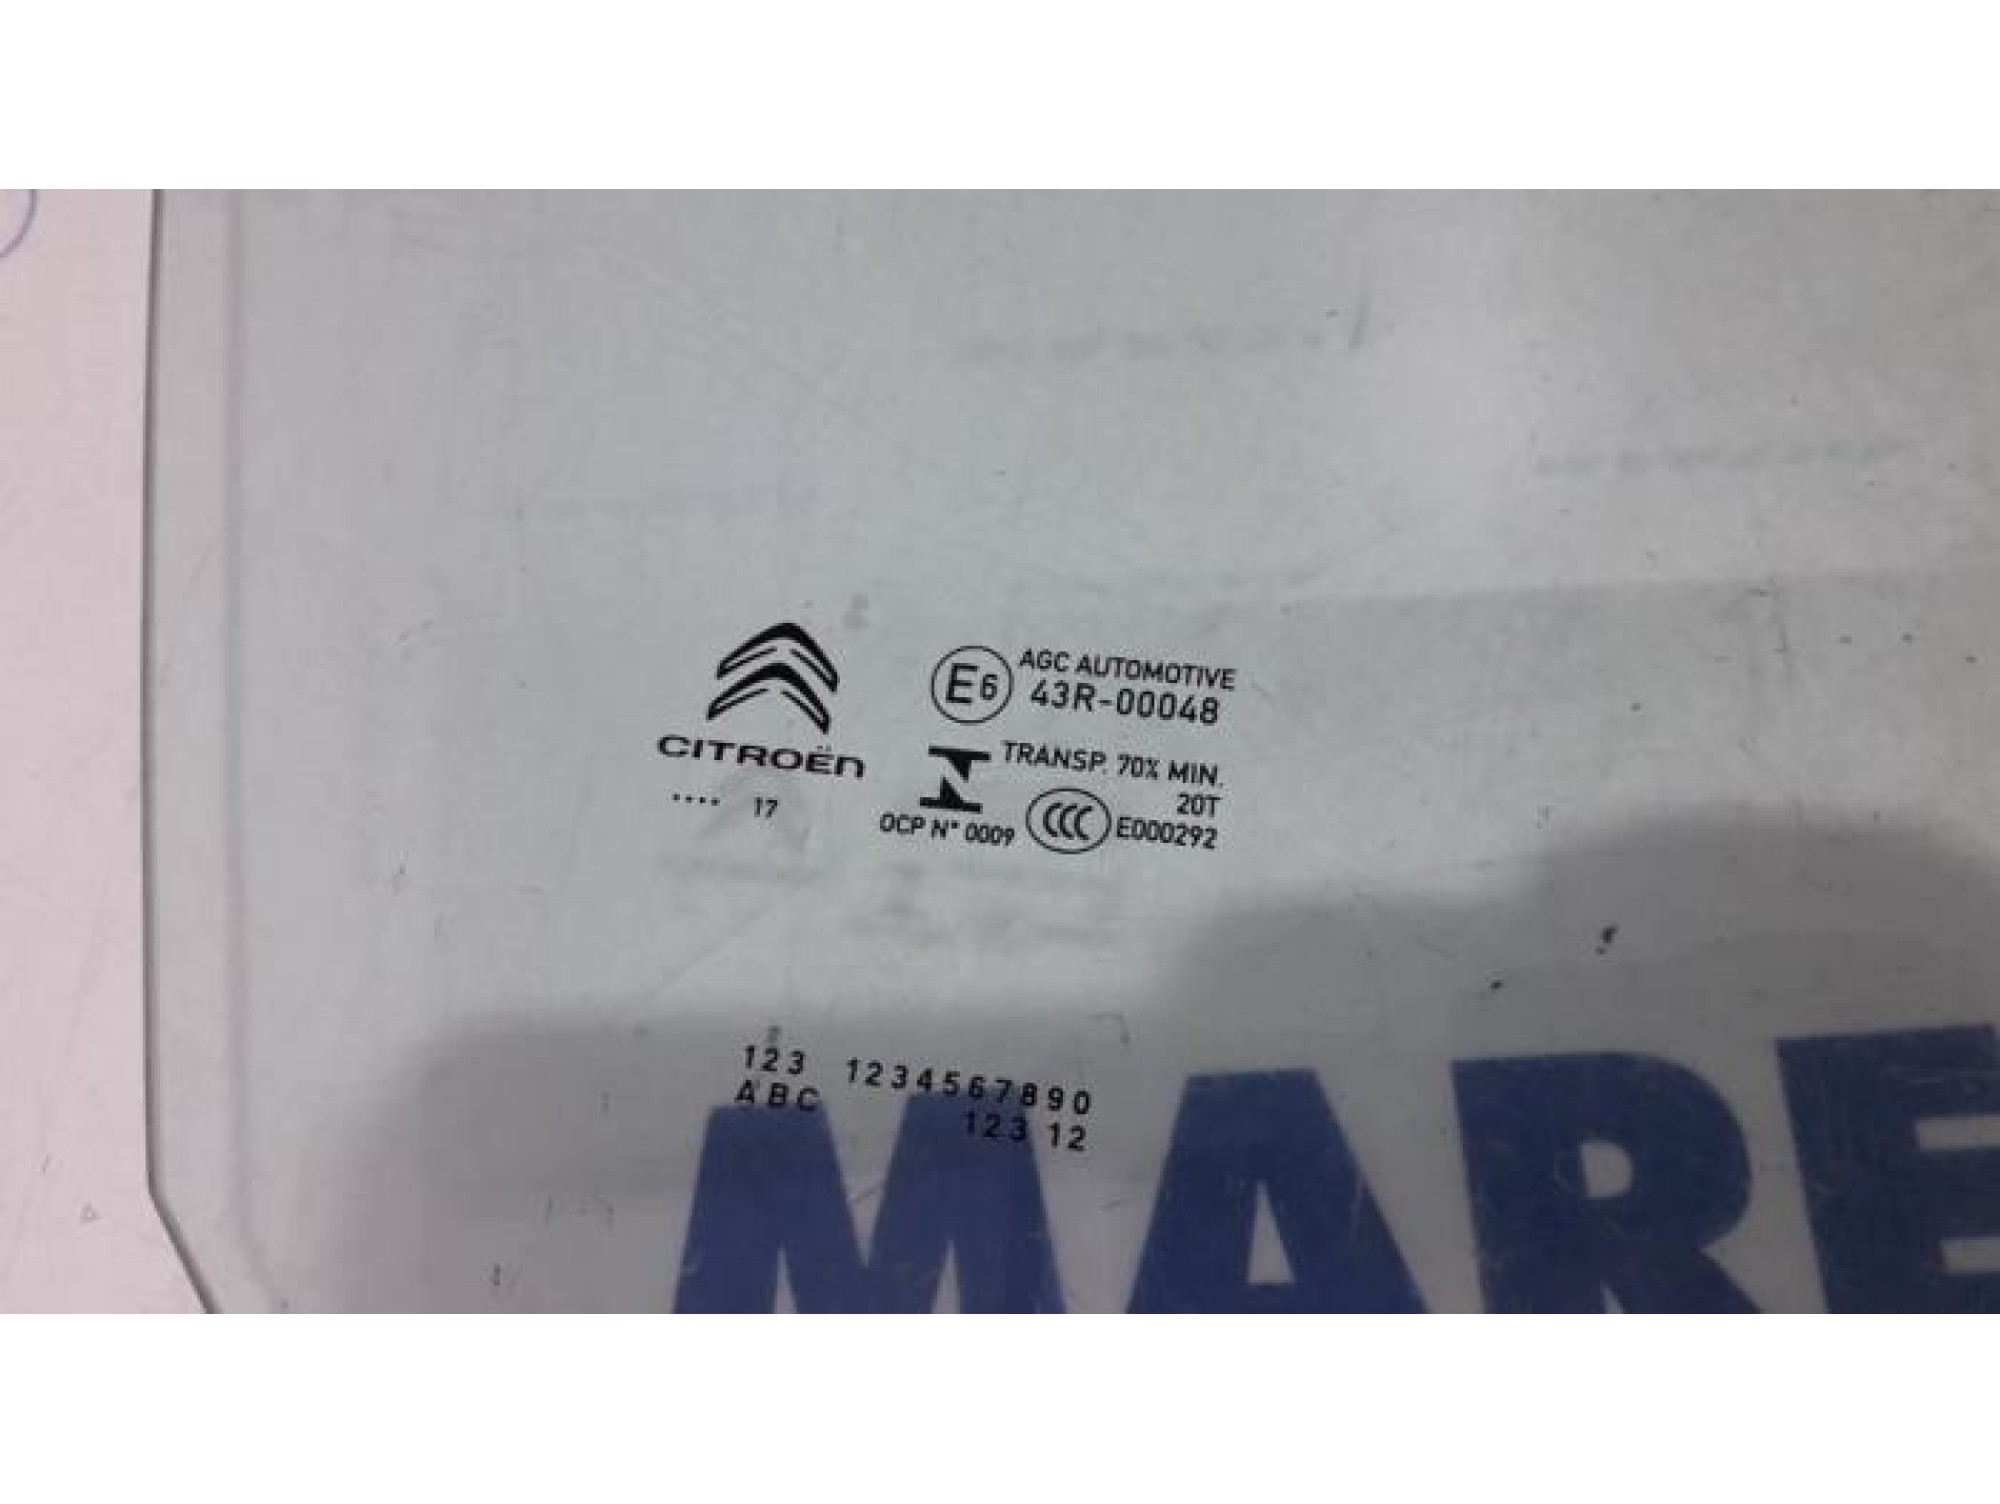 CITROËN
.... 17
E6 AGC AUTOMOTIVE
43R-00048
TRANSP. 70% MIN.
20T
OCP N° 0009 CCC E000292
123 1234567890
ABC 123 12
MARE